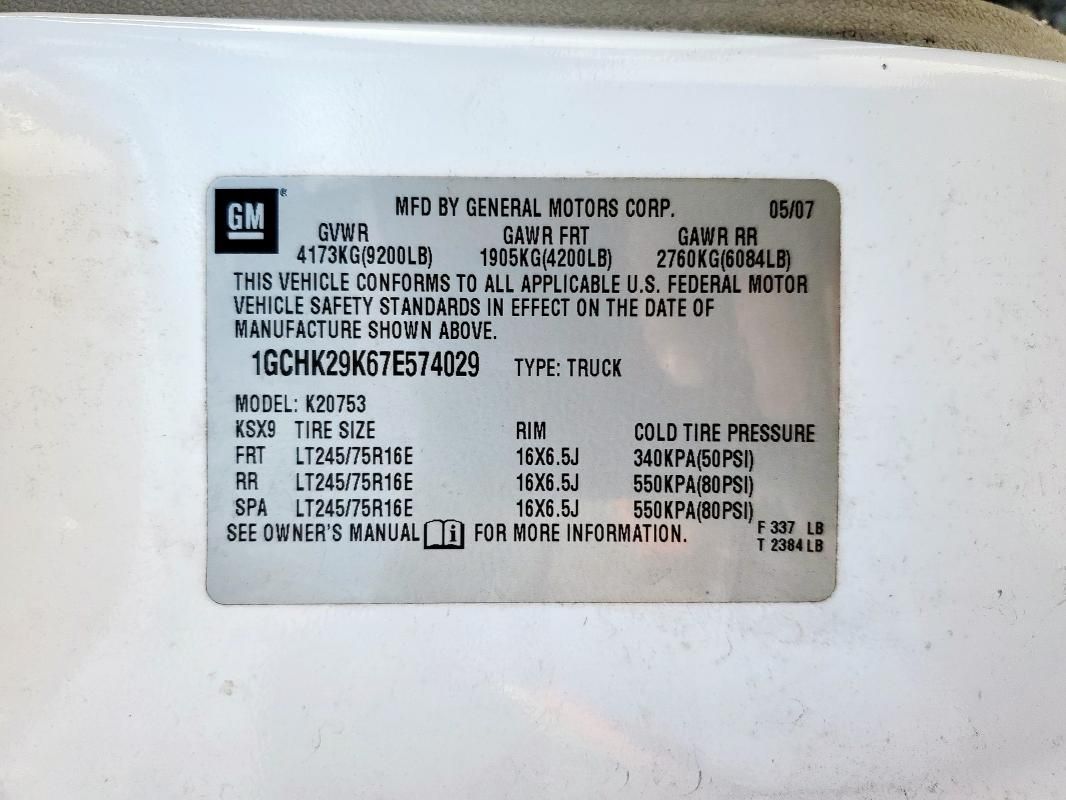 GM ® MFD BY GENERAL MOTORS CORP. 05/07
GVWR GAWR FRT GAWR RR
4173KG(9200LB) 1905KG(4200LB) 2760KG(6084LB)
THIS VEHICLE CONFORMS TO ALL APPLICABLE U.S. FEDERAL MOTOR
VEHICLE SAFETY STANDARDS IN EFFECT ON THE DATE OF
MANUFACTURE SHOWN ABOVE.
1GCHK29K67E574029 TYPE: TRUCK
MODEL: K20753
KSX9 TIRE SIZE RIM COLD TIRE PRESSURE
FRT LT245/75R16E 16X6.5J 340KPA(50PSI)
RR LT245/75R16E 16X6.5J 550KPA(80PSI)
SPA LT245/75R16E 16X6.5J 550KPA(80PSI)
SEE OWNER'S MANUAL i FOR MORE INFORMATION. F 337 LB
T 2384 LB